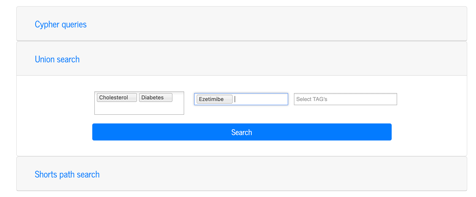 Cypher queries
Union search
Cholesterol Diabetes Ezetimibe Select TAG's
Search
Shorts path search